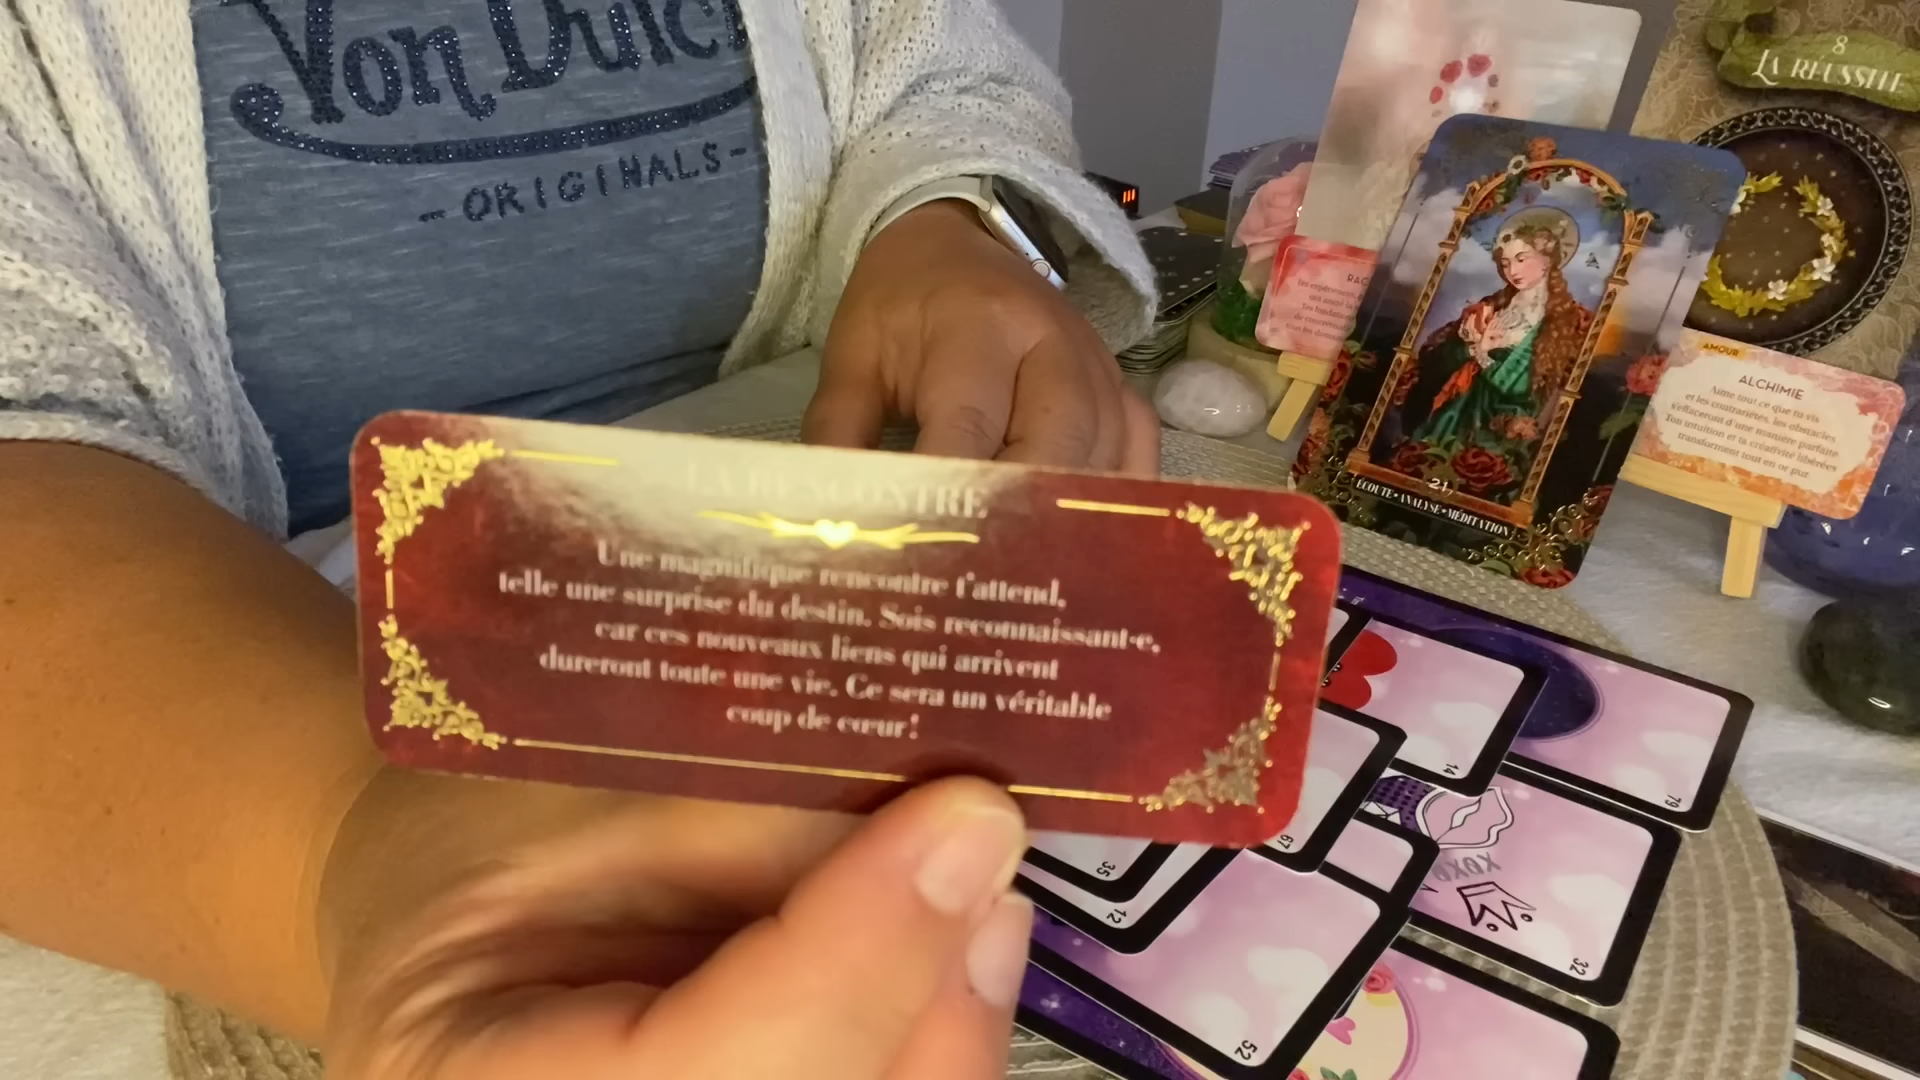 Von Dutch
-ORIGINALS-
8
LA RÉUSSITE
LA RENCONTRE
Une magnifique rencontre t'attend,
telle une surprise du destin. Sois reconnaissant·e,
car ces nouveaux liens qui arrivent
dureront toute une vie. Ce sera un véritable
coup de cœur!
21
ÉCOUTE•ANALYSE•MÉDITATION
AMOUR
ALCHIMIE
Aime tout ce que tu vis
et les contrariétés, les obstacles
s'effaceront d'une manière parfaite.
Ton intuition et ta créativité libérées
transforment tout en or pur.
14
79
67
35
12
XOXO
32
52